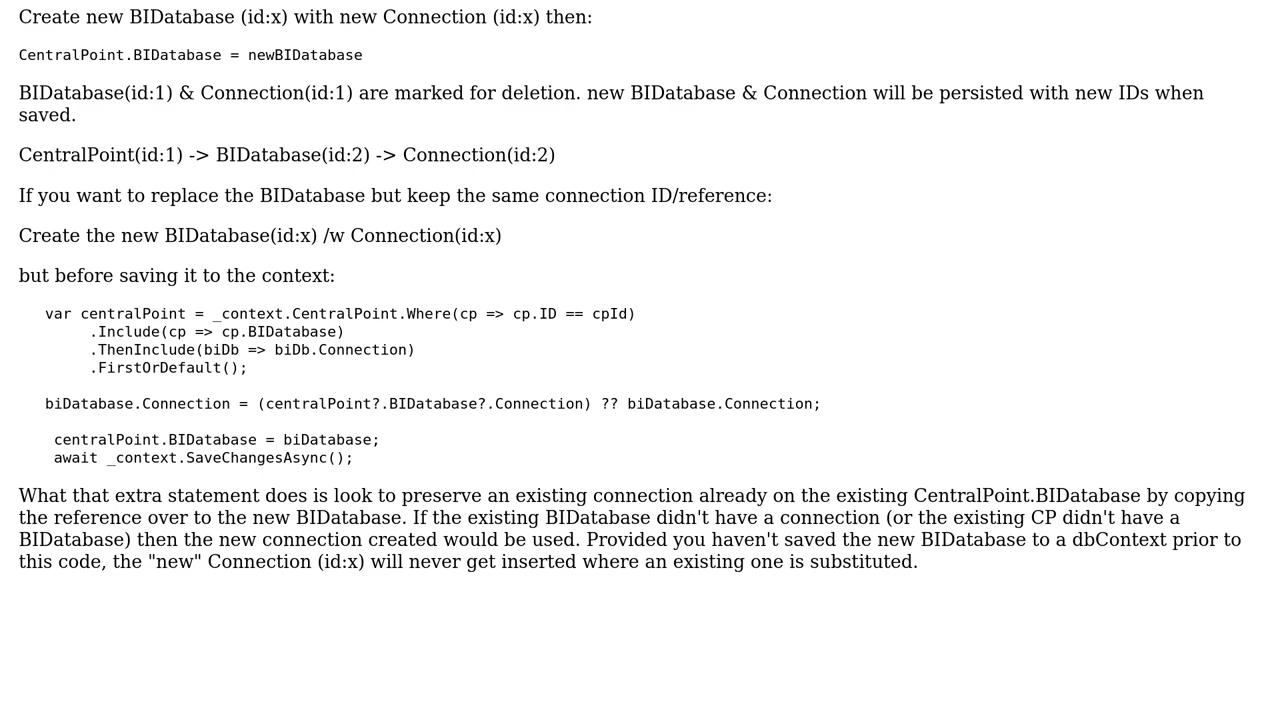 Create new BIDatabase (id:x) with new Connection (id:x) then:
CentralPoint.BIDatabase = newBIDatabase
BIDatabase(id:1) & Connection(id:1) are marked for deletion. new BIDatabase & Connection will be persisted with new IDs when
saved.
CentralPoint(id:1) -> BIDatabase(id:2) -> Connection(id:2)
If you want to replace the BIDatabase but keep the same connection ID/reference:
Create the new BIDatabase(id:x) /w Connection(id:x)
but before saving it to the context:
var centralPoint = _context.CentralPoint.Where(cp => cp.ID == cpId)
.Include(cp => cp.BIDatabase)
.ThenInclude(biDb => biDb.Connection)
.FirstOrDefault();
biDatabase.Connection = (centralPoint?.BIDatabase?.Connection) ?? biDatabase.Connection;
centralPoint.BIDatabase = biDatabase;
await _context.SaveChangesAsync();
What that extra statement does is look to preserve an existing connection already on the existing CentralPoint.BIDatabase by copying
the reference over to the new BIDatabase. If the existing BIDatabase didn't have a connection (or the existing CP didn't have a
BIDatabase) then the new connection created would be used. Provided you haven't saved the new BIDatabase to a dbContext prior to
this code, the "new" Connection (id:x) will never get inserted where an existing one is substituted.